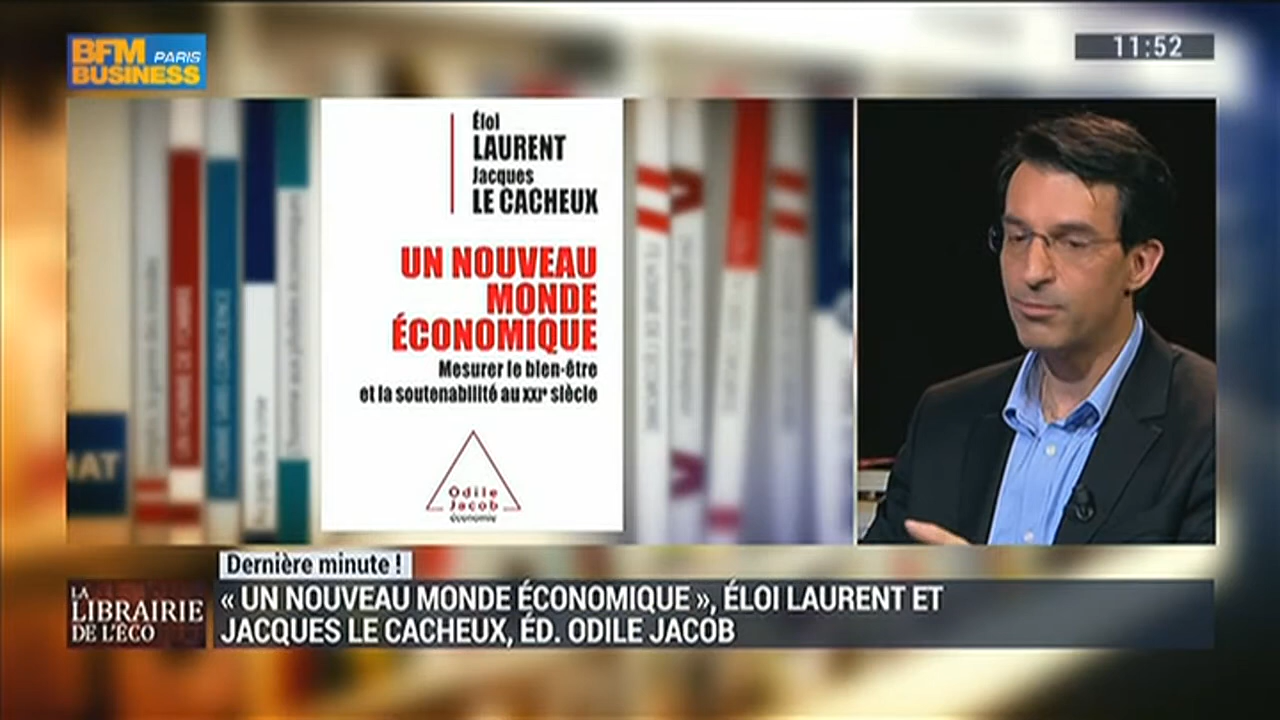 BFM PARIS
BUSINESS
11:52
Éloi
LAURENT
Jacques
LE CACHEUX
UN NOUVEAU
MONDE
ÉCONOMIQUE
Mesurer le bien-être
et la soutenabilité au XXIe siècle
Odile
Jacob
économie
HAT
Dernière minute !
LA
LIBRAIRIE
DE L'ÉCO
« UN NOUVEAU MONDE ÉCONOMIQUE », ÉLOI LAURENT ET
JACQUES LE CACHEUX, ÉD. ODILE JACOB